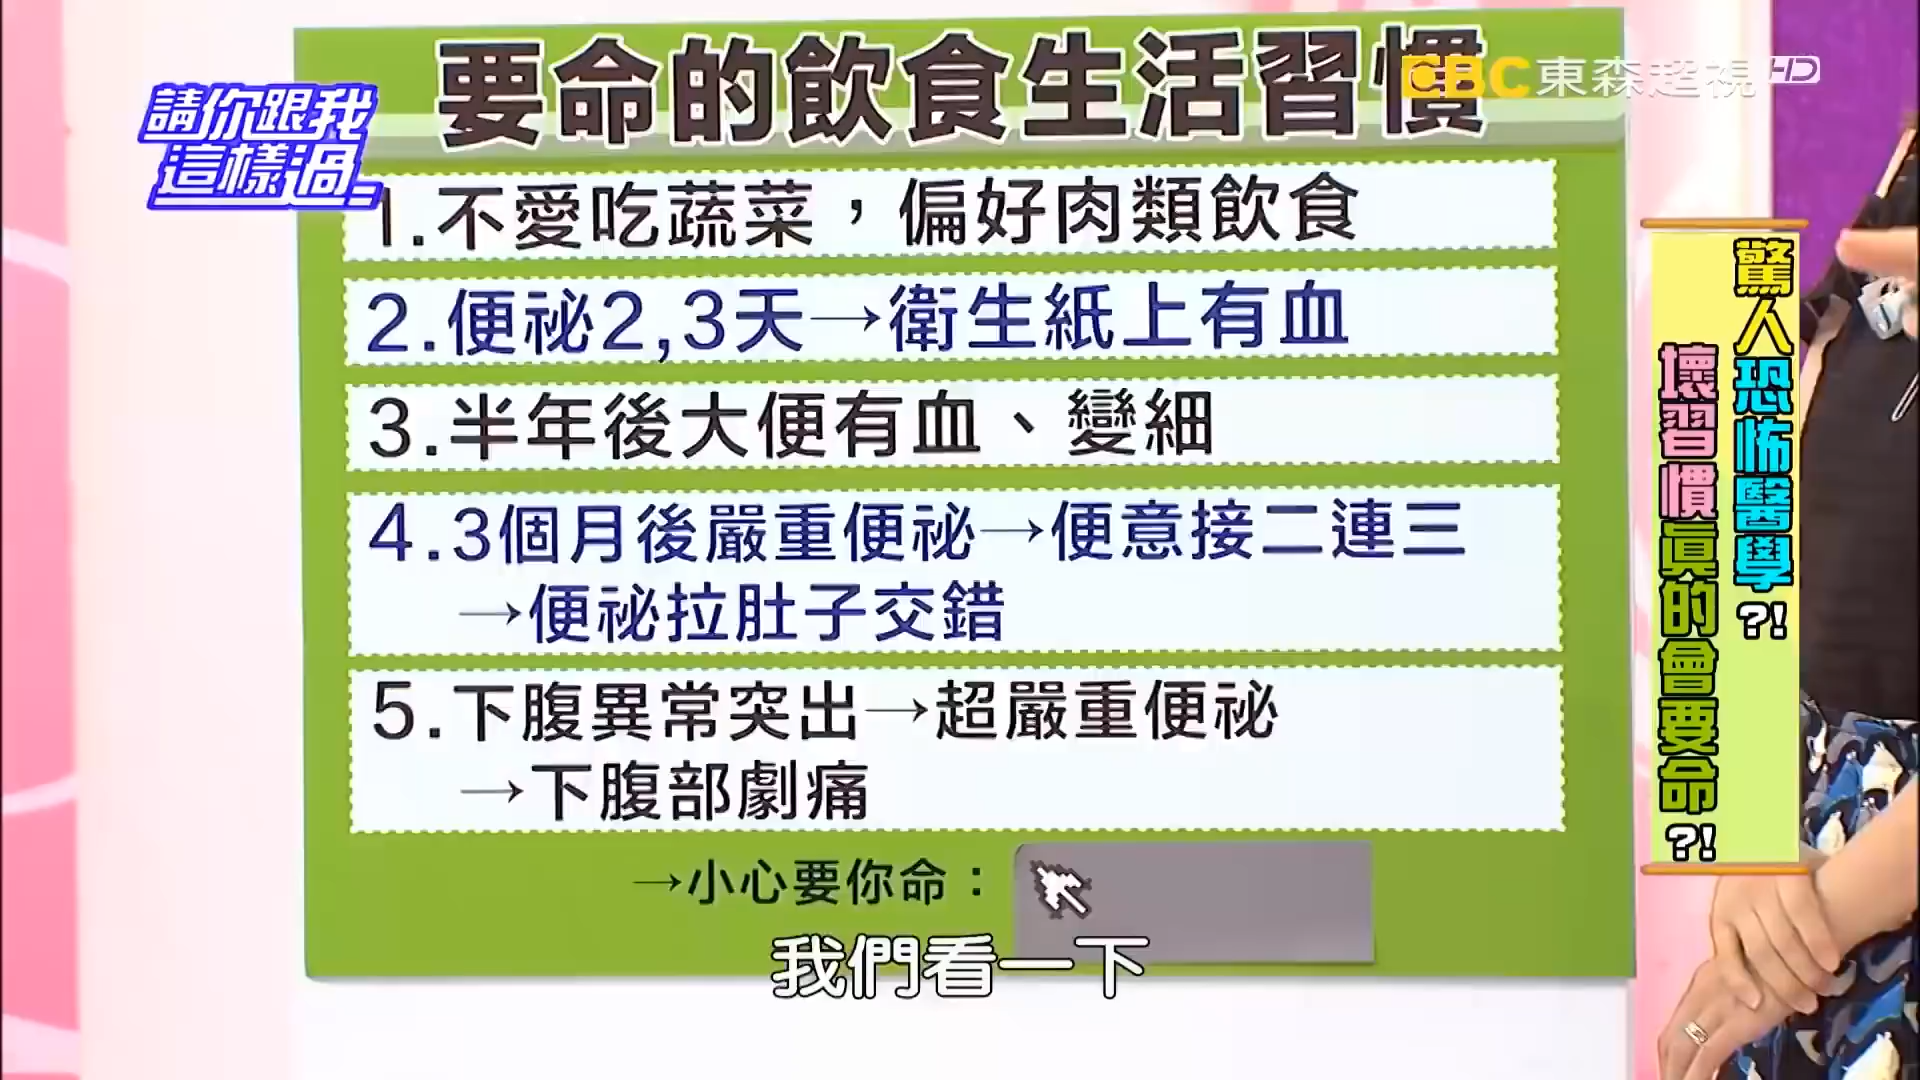 要命的飲食生活習慣
EBC東森超視HD
請你跟我
這樣過
1.不愛吃蔬菜，偏好肉類飲食
2.便祕2,3天→衛生紙上有血
3.半年後大便有血、變細
4.3個月後嚴重便祕→便意接二連三
→便祕拉肚子交錯
5.下腹異常突出→超嚴重便祕
→下腹部劇痛
→小心要你命：
驚人恐怖醫學?!
壞習慣真的會要命?!
我們看一下